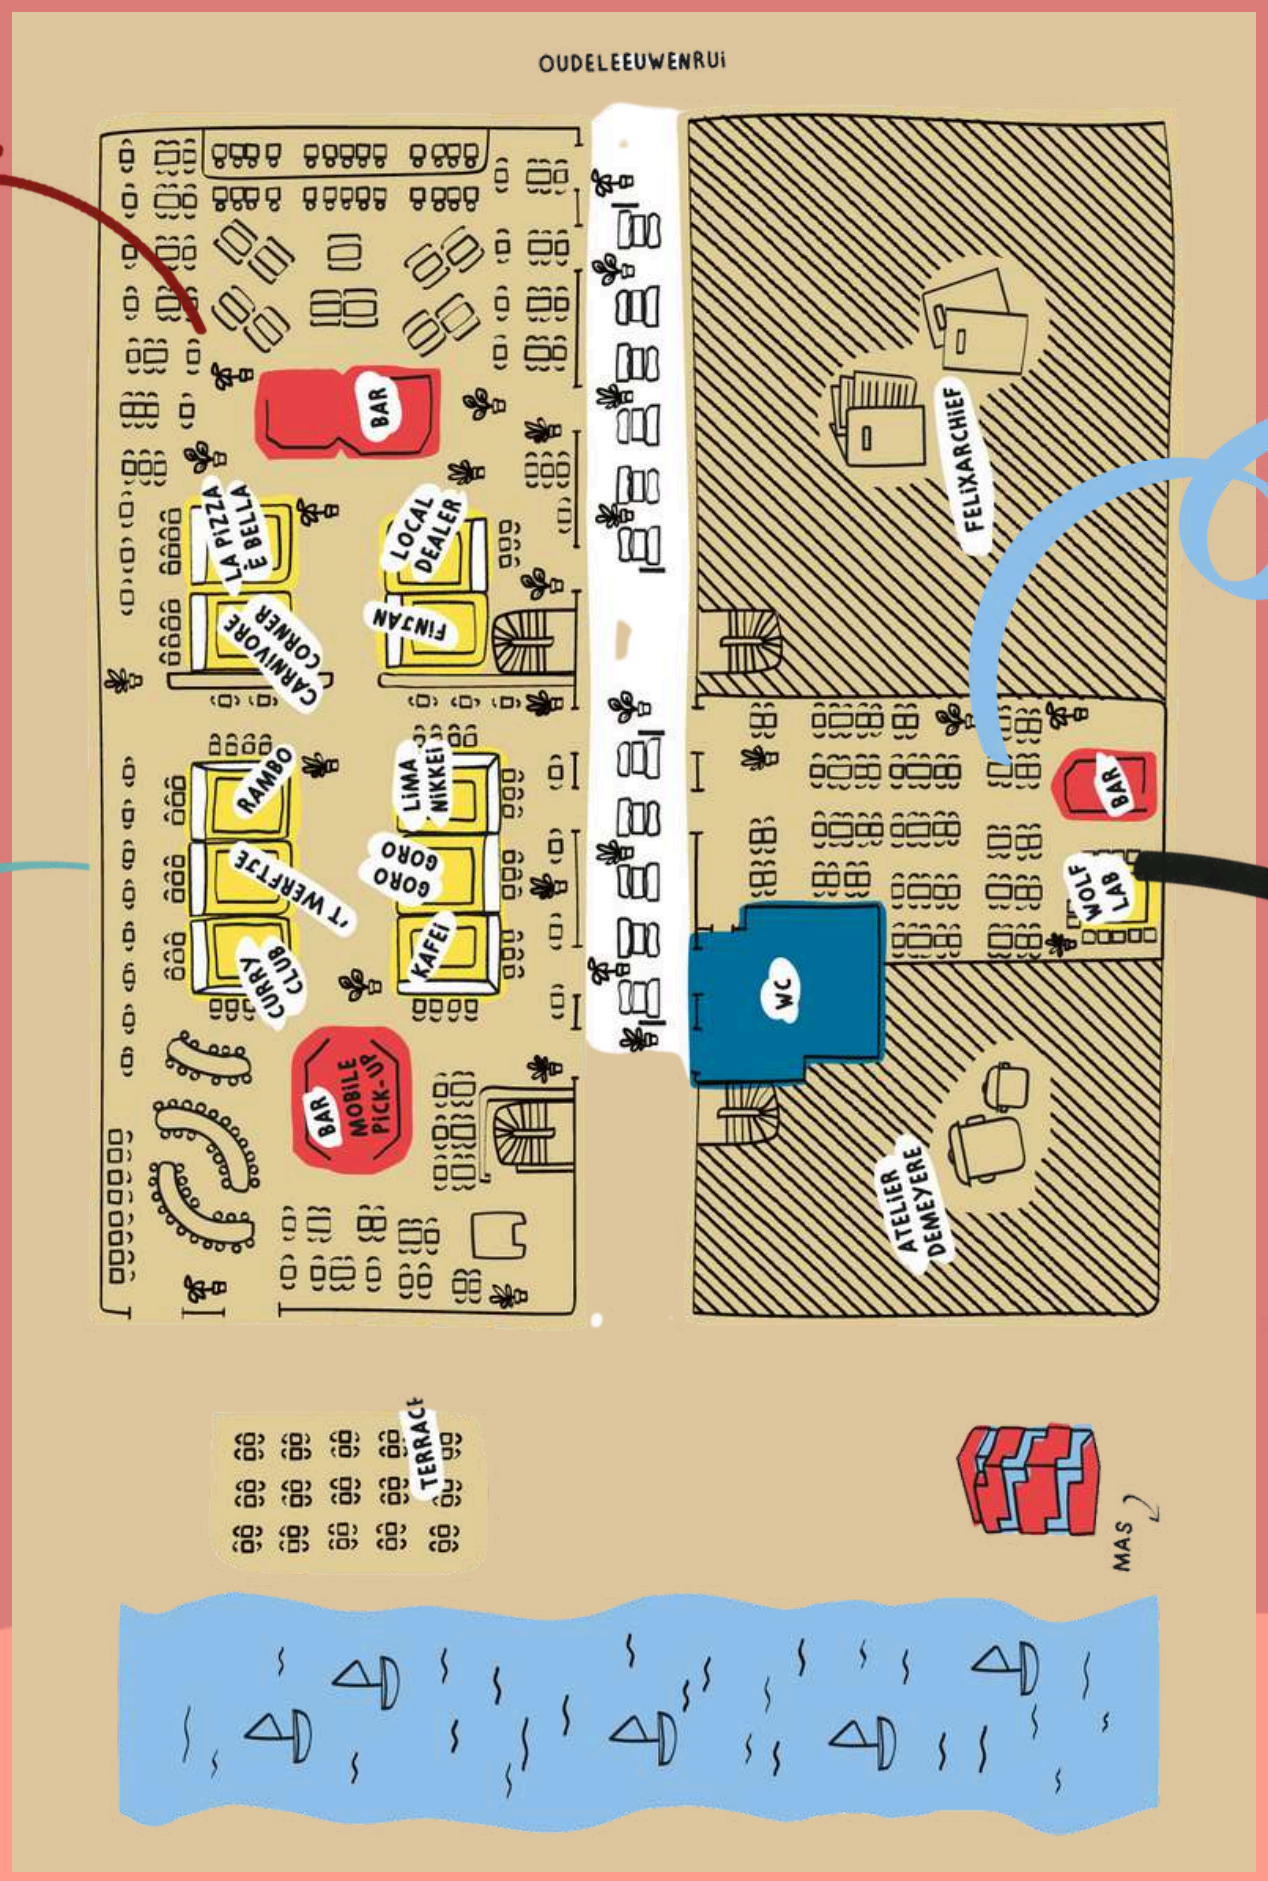 OUDELEEUWENRUi
BAR
FELiXARCHiEF
LA PiZZA
È BELLA
LOCAL
DEALER
CARNiVORE
CORNER
FiNJAN
RAMBO
LiMA
NiKKEi
BAR
'T WERFTJE
GORO
GORO
WOLF
LAB
CURRY
CLUB
KAFEi
WC
BAR
MOBiLE
PiCK-UP
ATELiER
DEMEYERE
TERRACE
MAS